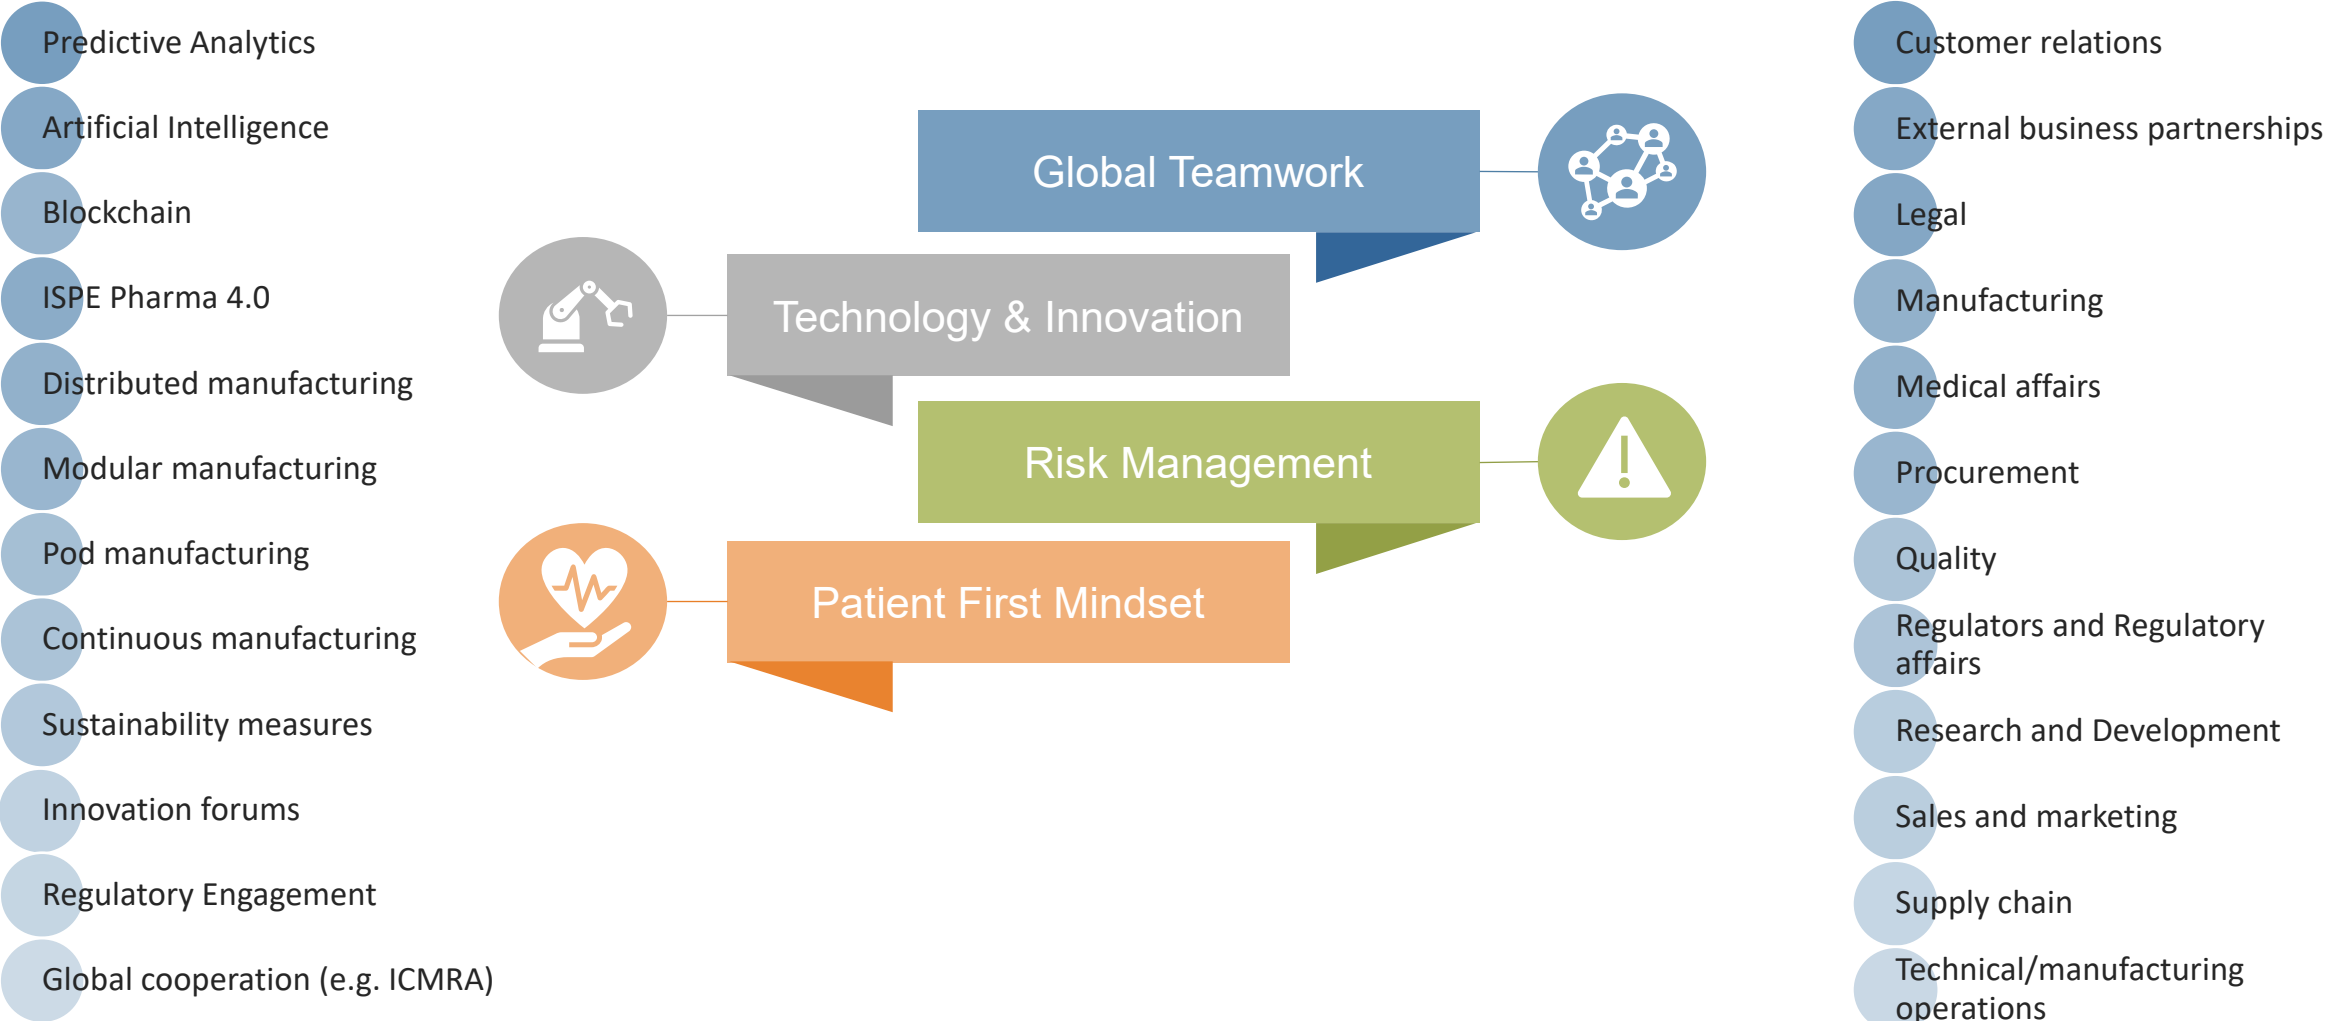 Predictive Analytics
Artificial Intelligence
Blockchain
ISPE Pharma 4.0
Distributed manufacturing
Modular manufacturing
Pod manufacturing
Continuous manufacturing
Sustainability measures
Innovation forums
Regulatory Engagement
Global cooperation (e.g. ICMRA)
Global Teamwork
Technology & Innovation
Risk Management
Patient First Mindset
Customer relations
External business partnerships
Legal
Manufacturing
Medical affairs
Procurement
Quality
Regulators and Regulatory
affairs
Research and Development
Sales and marketing
Supply chain
Technical/manufacturing
operations